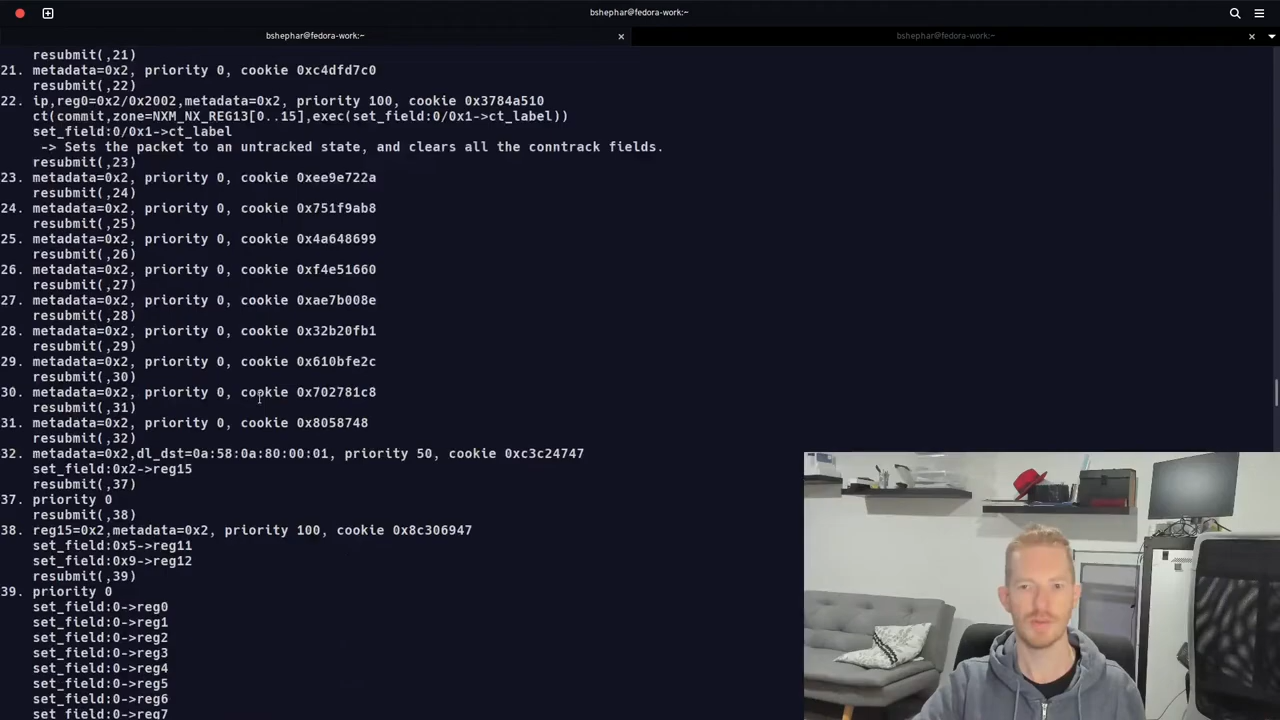 bshephar@fedora-work:~
bshephar@fedora-work:~
bshephar@fedora-work:~
resubmit(,21)
21. metadata=0x2, priority 0, cookie 0xc4dfd7c0
resubmit(,22)
22. ip,reg0=0x2/0x2002,metadata=0x2, priority 100, cookie 0x3784a510
ct(commit,zone=NXM_NX_REG13[0..15],exec(set_field:0/0x1->ct_label))
set_field:0/0x1->ct_label
-> Sets the packet to an untracked state, and clears all the conntrack fields.
resubmit(,23)
23. metadata=0x2, priority 0, cookie 0xee9e722a
resubmit(,24)
24. metadata=0x2, priority 0, cookie 0x751f9ab8
resubmit(,25)
25. metadata=0x2, priority 0, cookie 0x4a648699
resubmit(,26)
26. metadata=0x2, priority 0, cookie 0xf4e51660
resubmit(,27)
27. metadata=0x2, priority 0, cookie 0xae7b008e
resubmit(,28)
28. metadata=0x2, priority 0, cookie 0x32b20fb1
resubmit(,29)
29. metadata=0x2, priority 0, cookie 0x610bfe2c
resubmit(,30)
30. metadata=0x2, priority 0, cookie 0x702781c8
resubmit(,31)
31. metadata=0x2, priority 0, cookie 0x8058748
resubmit(,32)
32. metadata=0x2,dl_dst=0a:58:0a:80:00:01, priority 50, cookie 0xc3c24747
set_field:0x2->reg15
resubmit(,37)
37. priority 0
resubmit(,38)
38. reg15=0x2,metadata=0x2, priority 100, cookie 0x8c306947
set_field:0x5->reg11
set_field:0x9->reg12
resubmit(,39)
39. priority 0
set_field:0->reg0
set_field:0->reg1
set_field:0->reg2
set_field:0->reg3
set_field:0->reg4
set_field:0->reg5
set_field:0->reg6
set_field:0->reg7